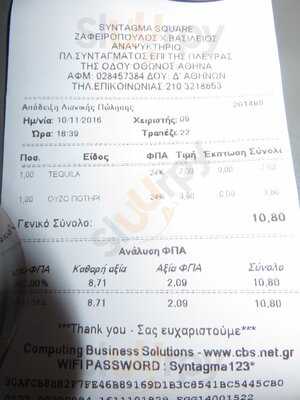 SYNTAGMA SQUARE
ΖΑΦΕΙΡΟΠΟΥΛΟΣ Χ ΒΑΣΙΛΕΙΟΣ
ΑΝΑΨΥΚΤΗΡΙΟ
ΠΛ ΣΥΝΤΑΓΜΑΤΟΣ ΕΠΙ ΤΗΣ ΠΛΕΥΡΑΣ
ΤΗΣ ΟΔΟΥ ΟΘΩΝΟΣ ΑΘΗΝΑ
ΑΦΜ: 028457384 ΔΟΥ: Δ' ΑΘΗΝΩΝ
ΤΗΛ.ΕΠΙΚΟΙΝΩΝΙΑΣ 210 3218653
Απόδειξη Λιανικής Πώλησης
Ημ/νία: 10/11/2016 Χειριστής: 09
Ώρα: 18:39 Τραπέζι: 22
Ποσ. Είδος ΦΠΑ Τιμή Έκπτωση Σύνολο
1,00 TEQUILA 24%
1,00 ΟΥΖΟ ΠΟΤΗΡΙ 24%
Γενικό Σύνολο: 10,80
Ανάλυση ΦΠΑ
ΦΠΑ Καθαρή αξία Αξία ΦΠΑ Σύνολο
8,71 2,09 10,80
8,71 2,09 10,80
***Thank you - Σας ευχαριστούμε***
Computing Business Solutions - www.cbs.net.gr
WIFI PASSWORD : Syntagma123*